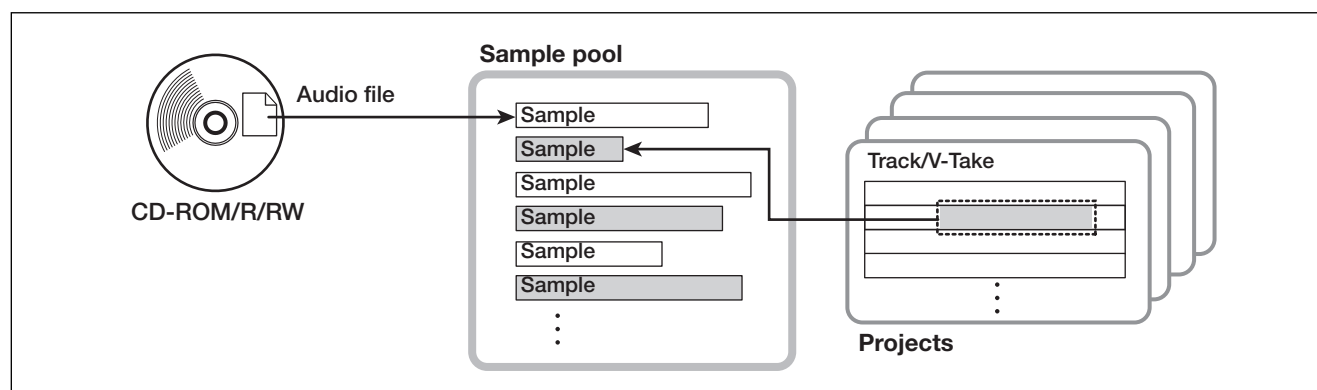 Sample pool
Audio file
CD-ROM/R/RW
Sample
Sample
Sample
Sample
Sample
Sample
Track/V-Take
Projects